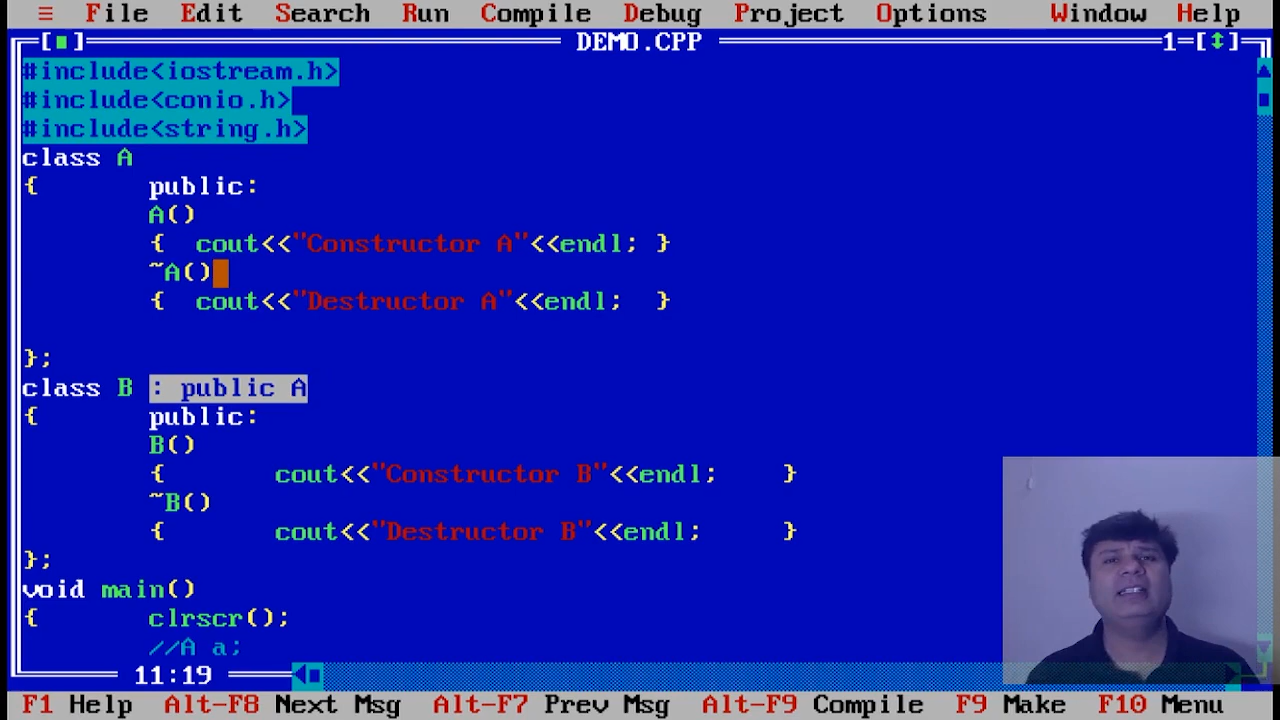 ≡ File Edit Search Run Compile Debug Project Options Window Help
[■] DEMO.CPP 1=[↕]
#include<iostream.h>
#include<conio.h>
#include<string.h>
class A
{ public:
A()
{ cout<<"Constructor A"<<endl; }
~A()
{ cout<<"Destructor A"<<endl; }
};
class B : public A
{ public:
B()
{ cout<<"Constructor B"<<endl; }
~B()
{ cout<<"Destructor B"<<endl; }
};
void main()
{ clrscr();
//A a;
11:19
F1 Help Alt-F8 Next Msg Alt-F7 Prev Msg Alt-F9 Compile F9 Make F10 Menu